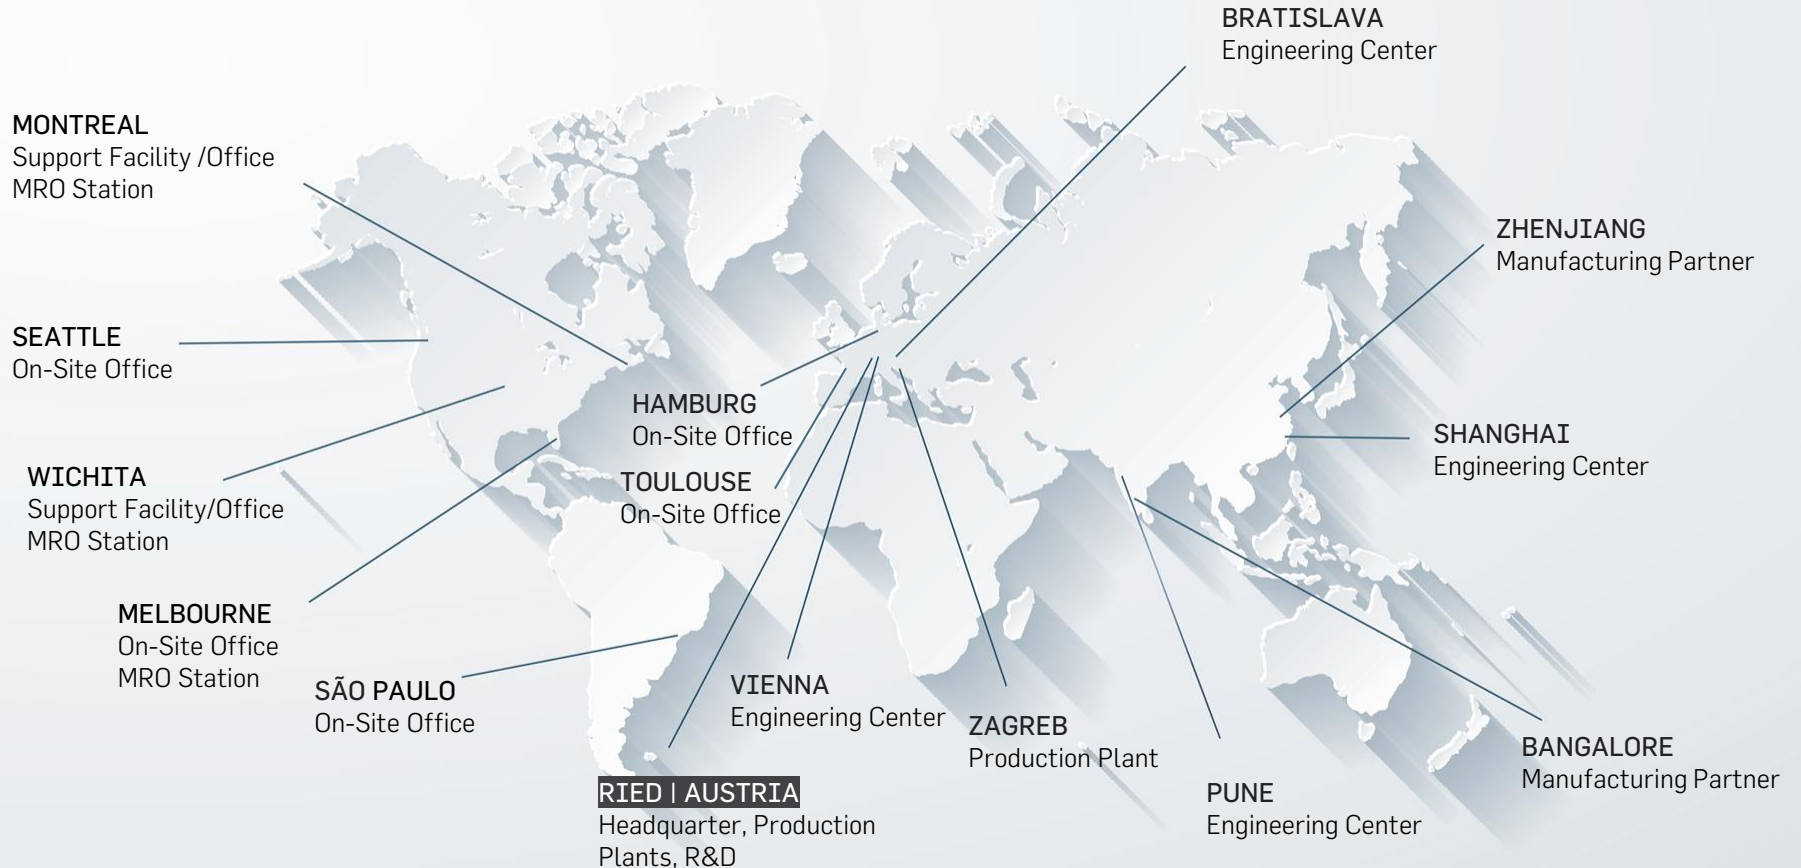 BRATISLAVA
Engineering Center
MONTREAL
Support Facility /Office
MRO Station
ZHENJIANG
Manufacturing Partner
SEATTLE
On-Site Office
HAMBURG
On-Site Office
SHANGHAI
Engineering Center
WICHITA
Support Facility/Office
MRO Station
TOULOUSE
On-Site Office
MELBOURNE
On-Site Office
MRO Station
SÃO PAULO
On-Site Office
VIENNA
Engineering Center
ZAGREB
Production Plant
BANGALORE
Manufacturing Partner
RIED | AUSTRIA
Headquarter, Production
Plants, R&D
PUNE
Engineering Center